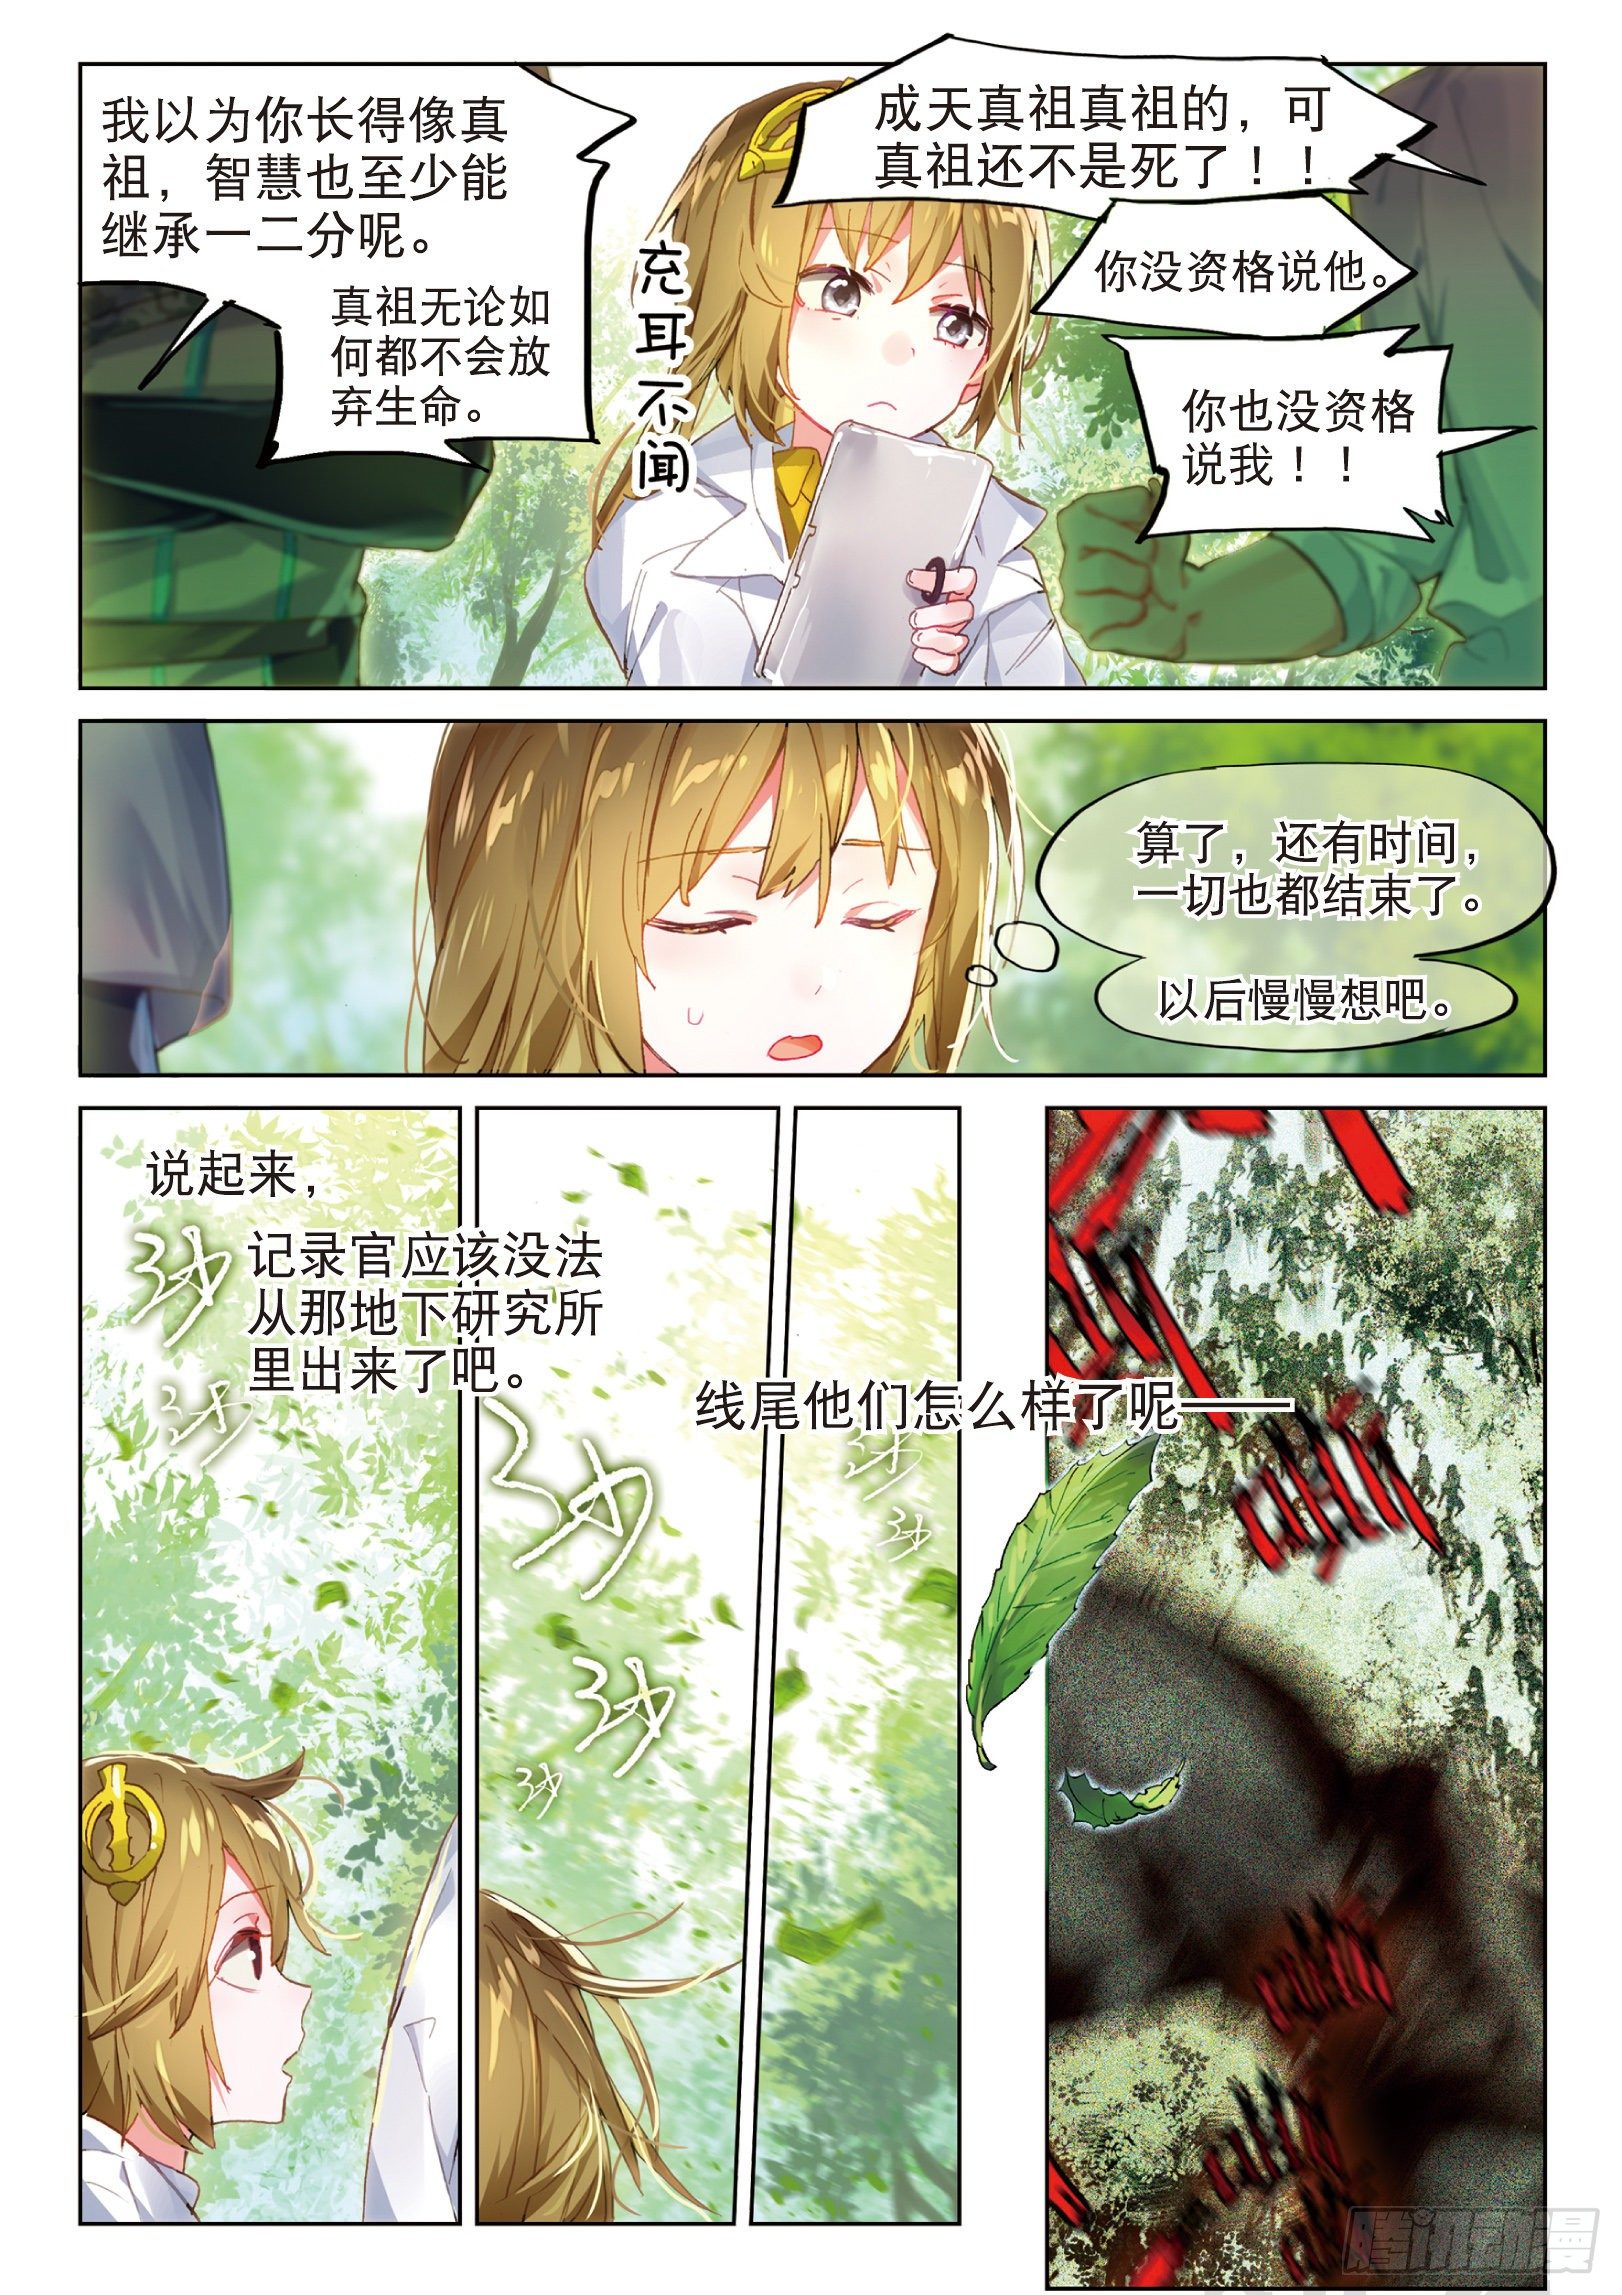 我以为你长得像真
祖，智慧也至少能
继承一二分呢。
真祖无论如
何都不会放
弃生命。
充耳不闻
成天真祖真祖的，可
真祖还不是死了！！
你没资格说他。
你也没资格
说我！！
算了，还有时间，
一切也都结束了。
以后慢慢想吧。
说起来，
记录官应该没法
从那地下研究所
里出来了吧。
沙
沙
沙
沙
沙
沙
沙
线尾他们怎么样了呢——
腾讯动漫